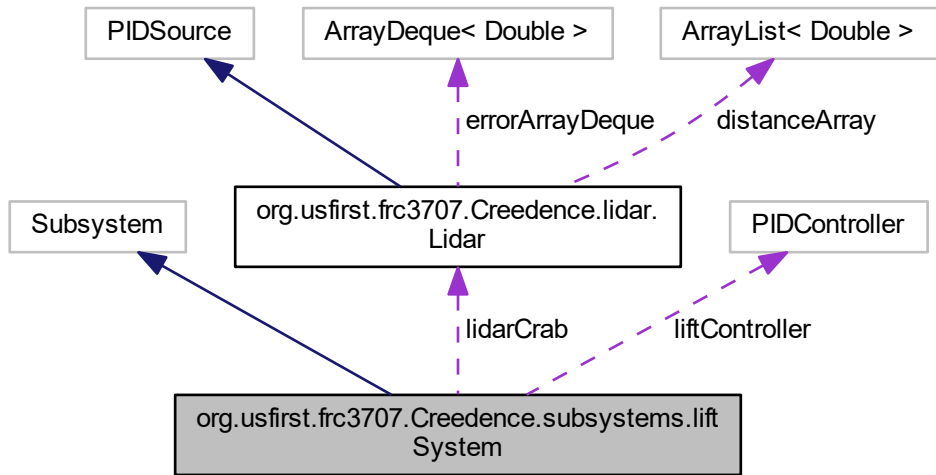 PIDSource
ArrayDeque< Double >
ArrayList< Double >
errorArrayDeque
distanceArray
org.usfirst.frc3707.Creedence.lidar.
Lidar
Subsystem
PIDController
lidarCrab
liftController
org.usfirst.frc3707.Creedence.subsystems.lift
System